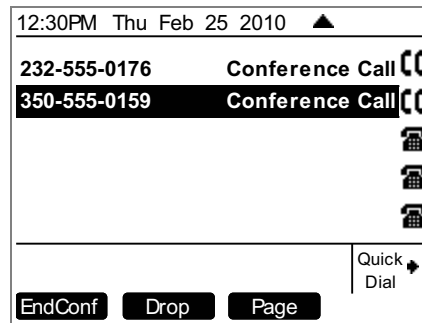 12:30PM Thu Feb 25 2010
232-555-0176 Conference Call
350-555-0159 Conference Call
Quick
Dial
EndConf Drop Page